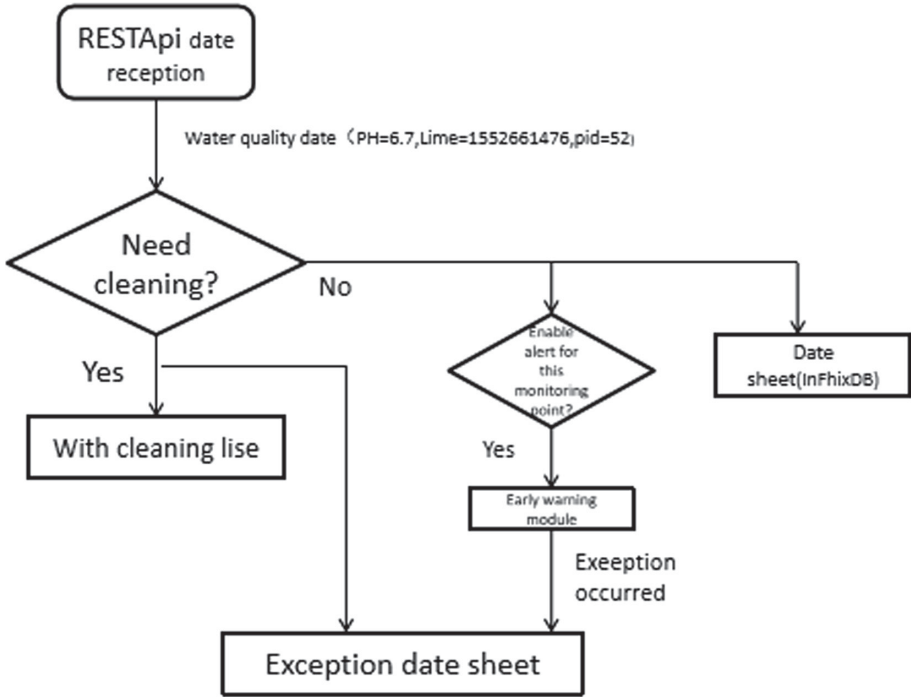 RESTApi date
reception
Water quality date（PH=6.7,Lime=1552661476,pid=52)
Need
cleaning?
No
Yes
Enable
alert for
this
monitoring
point?
Date
sheet(InFhixDB)
With cleaning lise
Yes
Early warning
module
Exeeption
occurred
Exception date sheet